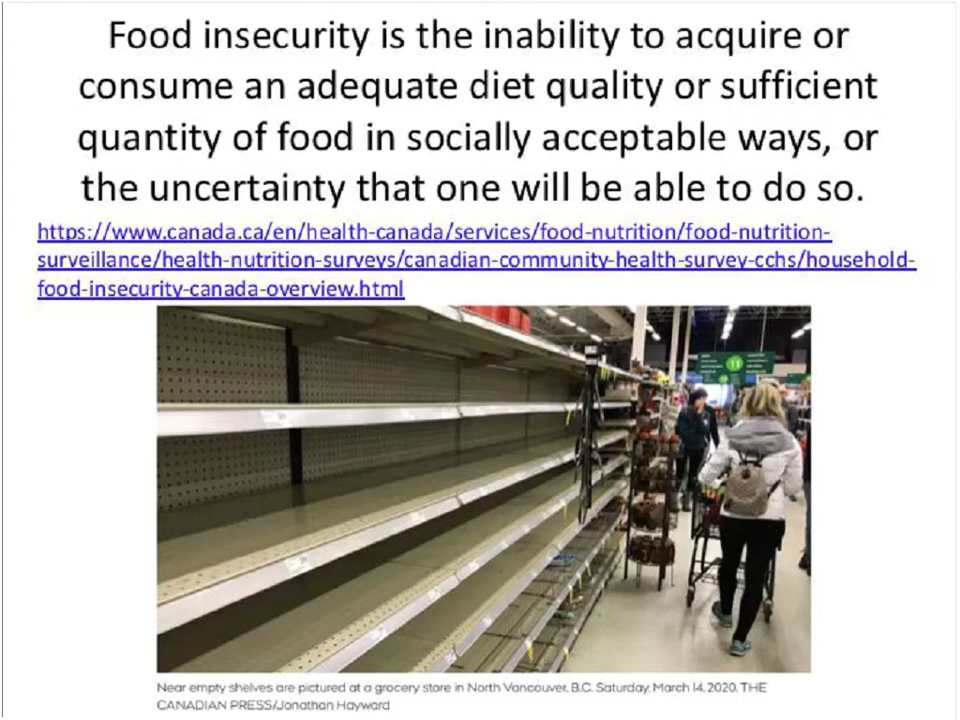 Food insecurity is the inability to acquire or
consume an adequate diet quality or sufficient
quantity of food in socially acceptable ways, or
the uncertainty that one will be able to do so.
https://www.canada.ca/en/health-canada/services/food-nutrition/food-nutrition-
surveillance/health-nutrition-surveys/canadian-community-health-survey-cchs/household-
food-insecurity-canada-overview.html
11
Near empty shelves are pictured at a grocery store in North Vancouver, B.C. Saturday, March 14, 2020. THE
CANADIAN PRESS/Jonathan Hayward